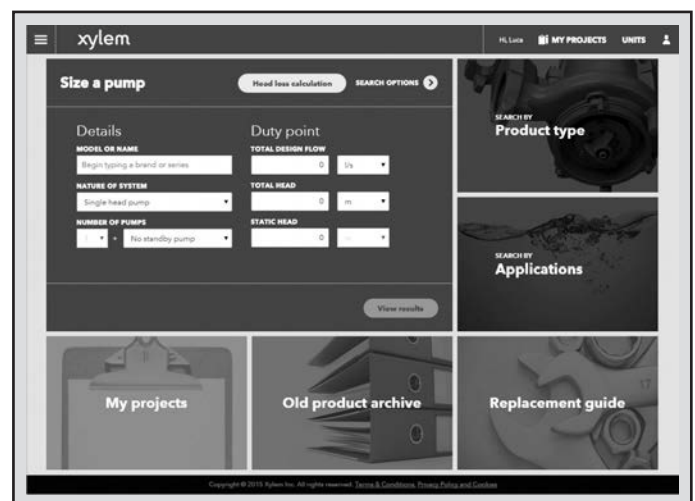 xylem
Hi, Luca
MY PROJECTS
UNITS
Size a pump
Head loss calculation
SEARCH OPTIONS
Details
MODEL OR NAME
Begin typing a brand or series
NATURE OF SYSTEM
Single head pump
NUMBER OF PUMPS
+ No standby pump
Duty point
TOTAL DESIGN FLOW
0 l/s
TOTAL HEAD
0 m
STATIC HEAD
0
View results
SEARCH BY
Product type
SEARCH BY
Applications
My projects
Old product archive
Replacement guide
17
Copyright © 2015 Xylem Inc. All rights reserved. Terms & Conditions, Privacy Policy and Cookies